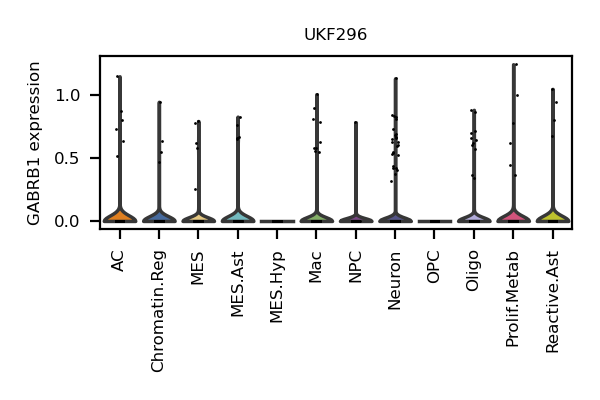 UKF296
GABRB1 expression
1.0
0.5
0.0
AC
Chromatin.Reg
MES
MES.Ast
MES.Hyp
Mac
NPC
Neuron
OPC
Oligo
Prolif.Metab
Reactive.Ast